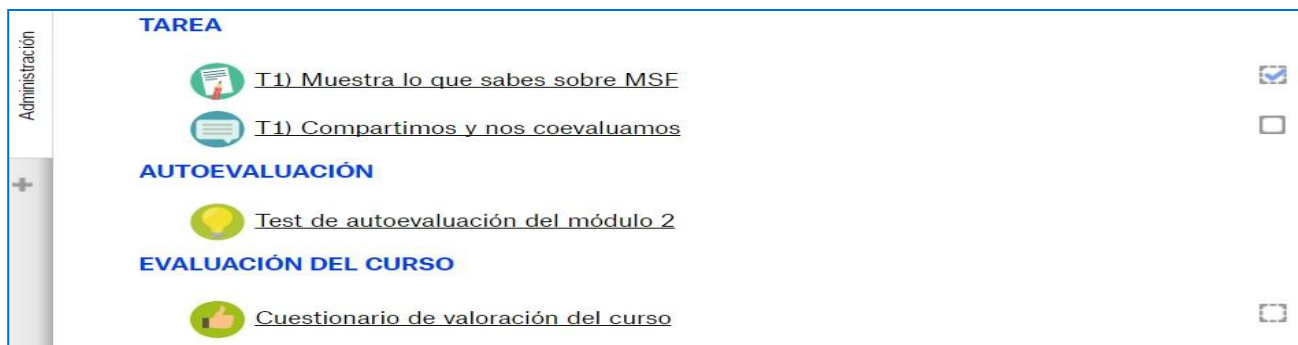 Administración
TAREA
T1) Muestra lo que sabes sobre MSF
T1) Compartimos y nos coevaluamos
AUTOEVALUACIÓN
Test de autoevaluación del módulo 2
EVALUACIÓN DEL CURSO
Cuestionario de valoración del curso